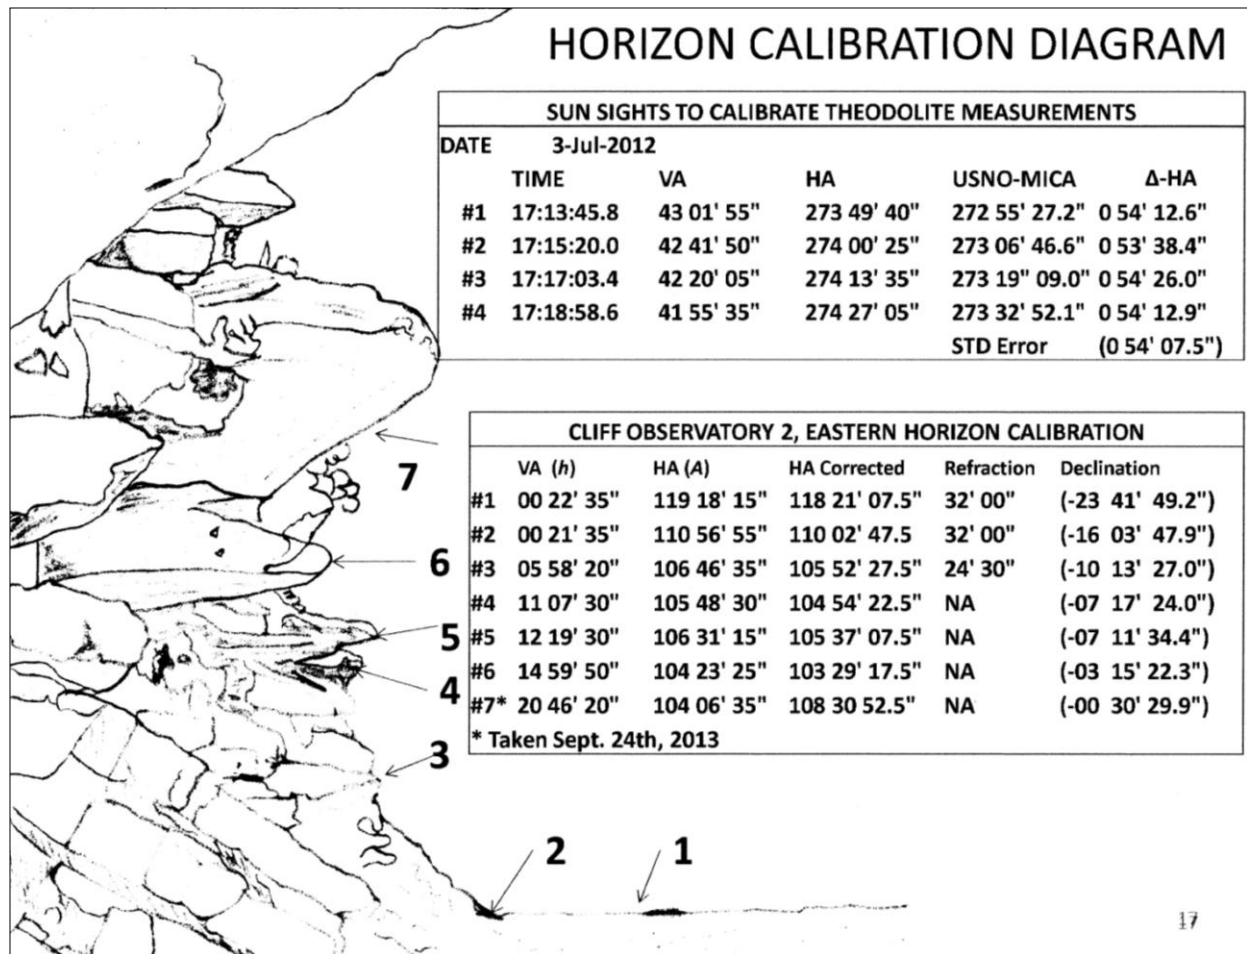 HORIZON CALIBRATION DIAGRAM
SUN SIGHTS TO CALIBRATE THEODOLITE MEASUREMENTS
DATE 3-Jul-2012
TIME VA HA USNO-MICA Δ-HA
#1 17:13:45.8 43 01' 55" 273 49' 40" 272 55' 27.2" 0 54' 12.6"
#2 17:15:20.0 42 41' 50" 274 00' 25" 273 06' 46.6" 0 53' 38.4"
#3 17:17:03.4 42 20' 05" 274 13' 35" 273 19" 09.0" 0 54' 26.0"
#4 17:18:58.6 41 55' 35" 274 27' 05" 273 32' 52.1" 0 54' 12.9"
STD Error (0 54' 07.5")
CLIFF OBSERVATORY 2, EASTERN HORIZON CALIBRATION
VA (h) HA (A) HA Corrected Refraction Declination
#1 00 22' 35" 119 18' 15" 118 21' 07.5" 32' 00" (-23 41' 49.2")
#2 00 21' 35" 110 56' 55" 110 02' 47.5 32' 00" (-16 03' 47.9")
#3 05 58' 20" 106 46' 35" 105 52' 27.5" 24' 30" (-10 13' 27.0")
#4 11 07' 30" 105 48' 30" 104 54' 22.5" NA (-07 17' 24.0")
#5 12 19' 30" 106 31' 15" 105 37' 07.5" NA (-07 11' 34.4")
#6 14 59' 50" 104 23' 25" 103 29' 17.5" NA (-03 15' 22.3")
#7* 20 46' 20" 104 06' 35" 108 30 52.5" NA (-00 30' 29.9")
* Taken Sept. 24th, 2013
7
6
5
4
3
2
1
17